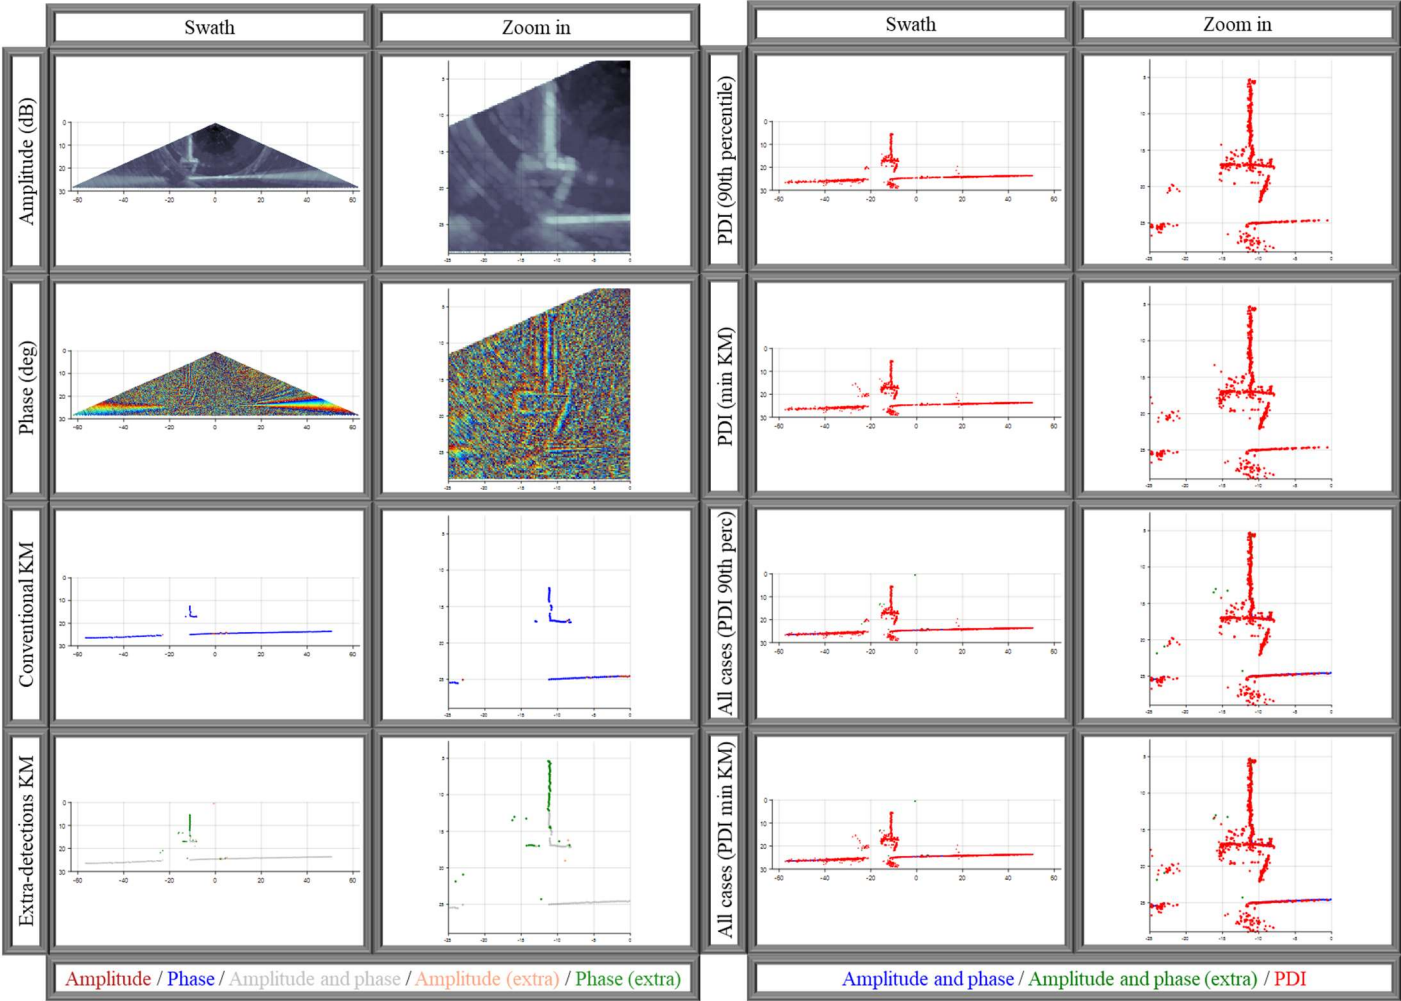 Swath
Zoom in
Swath
Zoom in
Amplitude (dB)
PDI (90th percentile)
Phase (deg)
PDI (min KM)
Conventional KM
All cases (PDI 90th perc)
Extra-detections KM
All cases (PDI min KM)
Amplitude / Phase / Amplitude and phase / Amplitude (extra) / Phase (extra)
Amplitude and phase / Amplitude and phase (extra) / PDI